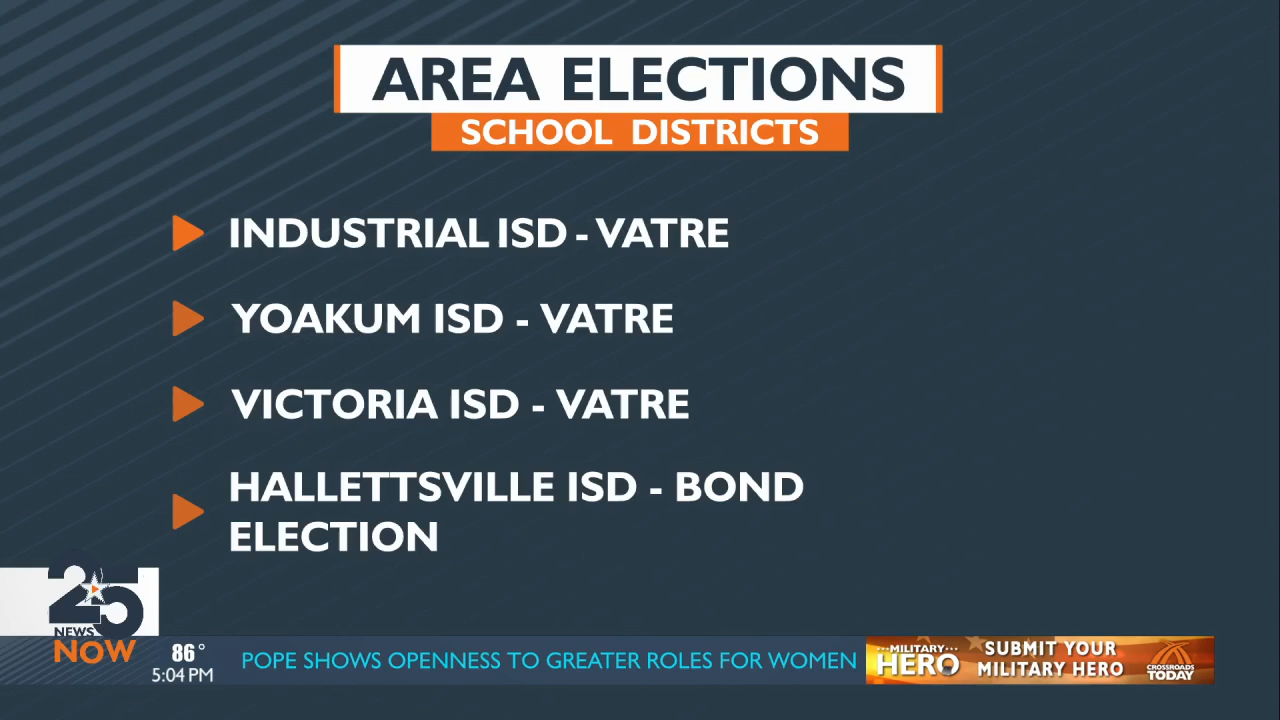 AREA ELECTIONS
SCHOOL DISTRICTS
INDUSTRIAL ISD - VATRE
YOAKUM ISD - VATRE
VICTORIA ISD - VATRE
HALLETTSVILLE ISD - BOND
ELECTION
25
NEWS
NOW
86°
5:04 PM
POPE SHOWS OPENNESS TO GREATER ROLES FOR WOMEN
MILITARY
HERO
SUBMIT YOUR
MILITARY HERO
CROSSROADS
TODAY